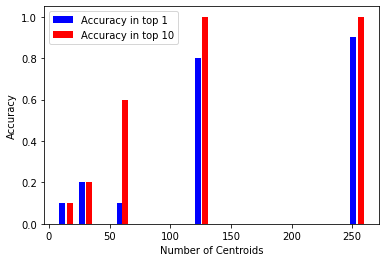 Accuracy in top 1
Accuracy in top 10
1.0
0.8
0.6
0.4
0.2
0.0
Accuracy
0 50 100 150 200 250
Number of Centroids